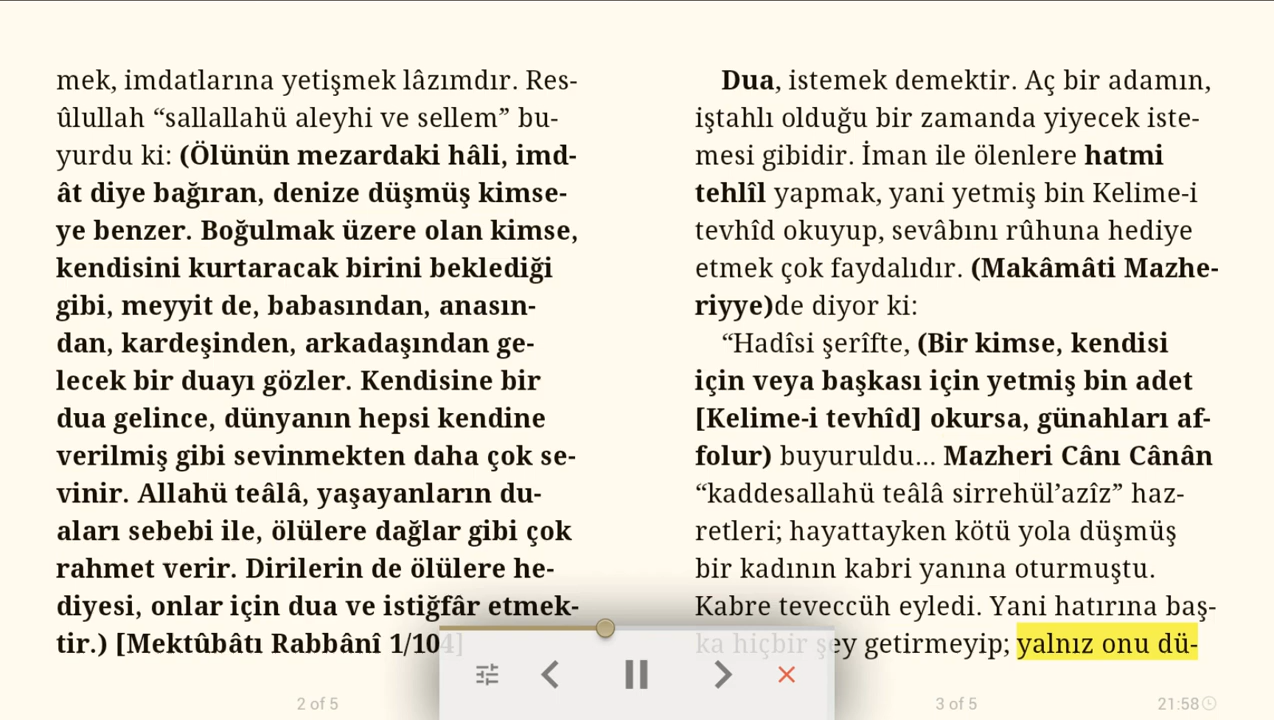 mek, imdatlarına yetişmek lâzımdır. Res-
ûlullah “sallallahü aleyhi ve sellem” bu-
yurdu ki: (Ölünün mezardaki hâli, imd-
ât diye bağıran, denize düşmüş kimse-
ye benzer. Boğulmak üzere olan kimse,
kendisini kurtaracak birini beklediği
gibi, meyyit de, babasından, anasın-
dan, kardeşinden, arkadaşından ge-
lecek bir duayı gözler. Kendisine bir
dua gelince, dünyanın hepsi kendine
verilmiş gibi sevinmekten daha çok se-
vinir. Allahü teâlâ, yaşayanların du-
aları sebebi ile, ölülere dağlar gibi çok
rahmet verir. Dirilerin de ölülere he-
diyesi, onlar için dua ve istiğfâr etmek-
tir.) [Mektûbâtı Rabbânî 1/104]
2 of 5
Dua, istemek demektir. Aç bir adamın,
iştahlı olduğu bir zamanda yiyecek iste-
mesi gibidir. İman ile ölenlere hatmi
tehlîl yapmak, yani yetmiş bin Kelime-i
tevhîd okuyup, sevâbını rûhuna hediye
etmek çok faydalıdır. (Makâmâti Mazhe-
riyye)de diyor ki:
“Hadîsi şerîfte, (Bir kimse, kendisi
için veya başkası için yetmiş bin adet
[Kelime-i tevhîd] okursa, günahları af-
folur) buyuruldu... Mazheri Cânı Cânân
“kaddesallahü teâlâ sirrehül’azîz” haz-
retleri; hayattayken kötü yola düşmüş
bir kadının kabri yanına oturmuştu.
Kabre teveccüh eyledi. Yani hatırına baş-
ka hiçbir şey getirmeyip; yalnız onu dü-
3 of 5
21:58